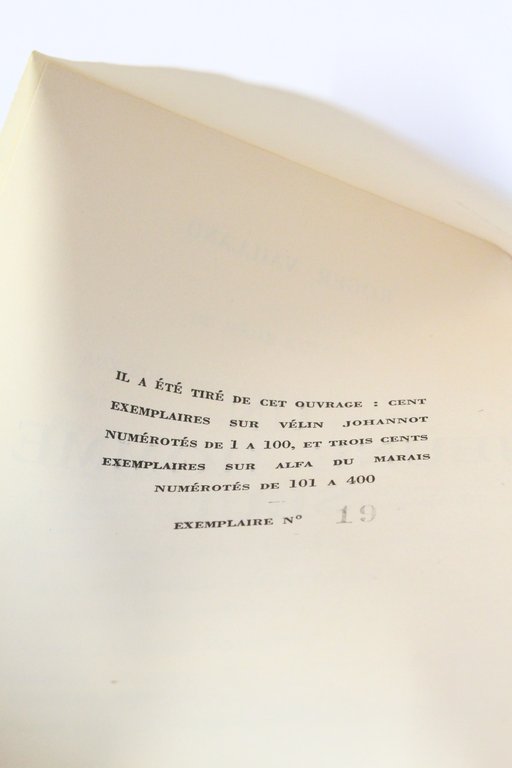 IL A ÉTÉ TIRÉ DE CET OUVRAGE : CENT
EXEMPLAIRES SUR VÉLIN JOHANNOT
NUMÉROTÉS DE 1 A 100, ET TROIS CENTS
EXEMPLAIRES SUR ALFA DU MARAIS
NUMÉROTÉS DE 101 A 400
EXEMPLAIRE N° 19